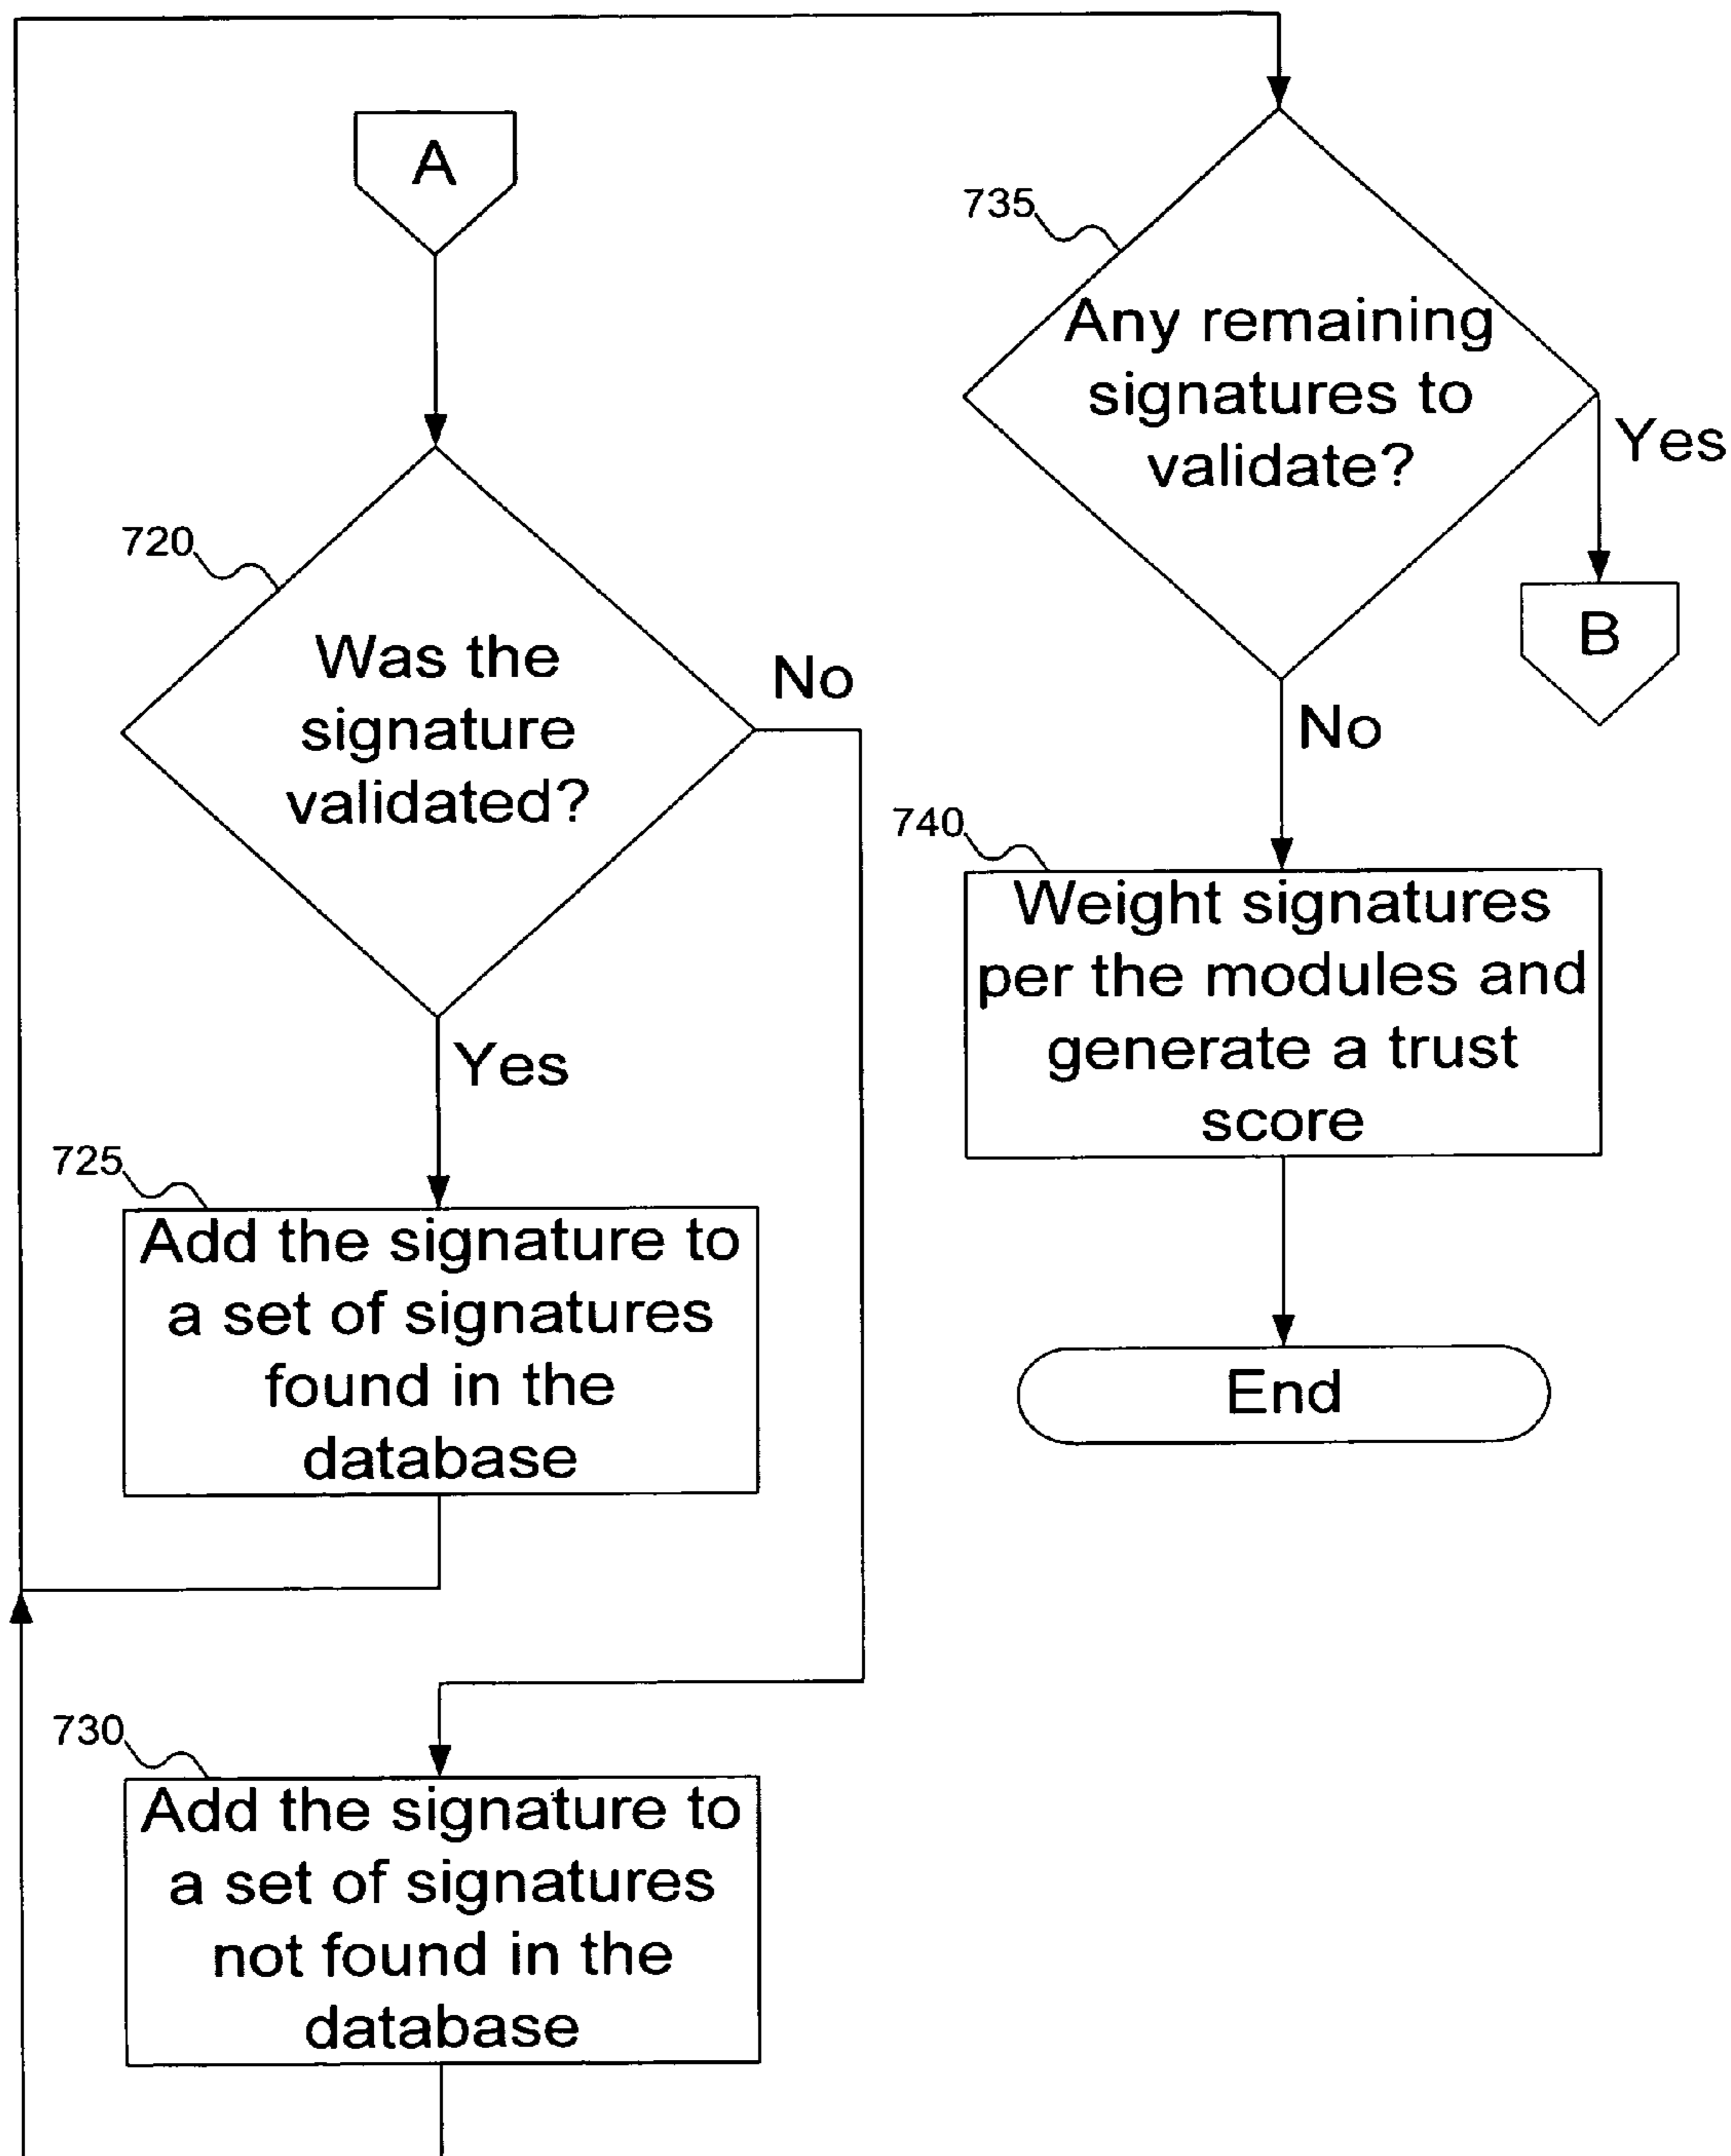 A
720
Was the
signature
validated?
No
Yes
725
Add the signature to
a set of signatures
found in the
database
730
Add the signature to
a set of signatures
not found in the
database
735
Any remaining
signatures to
validate?
Yes
B
No
740
Weight signatures
per the modules and
generate a trust
score
End